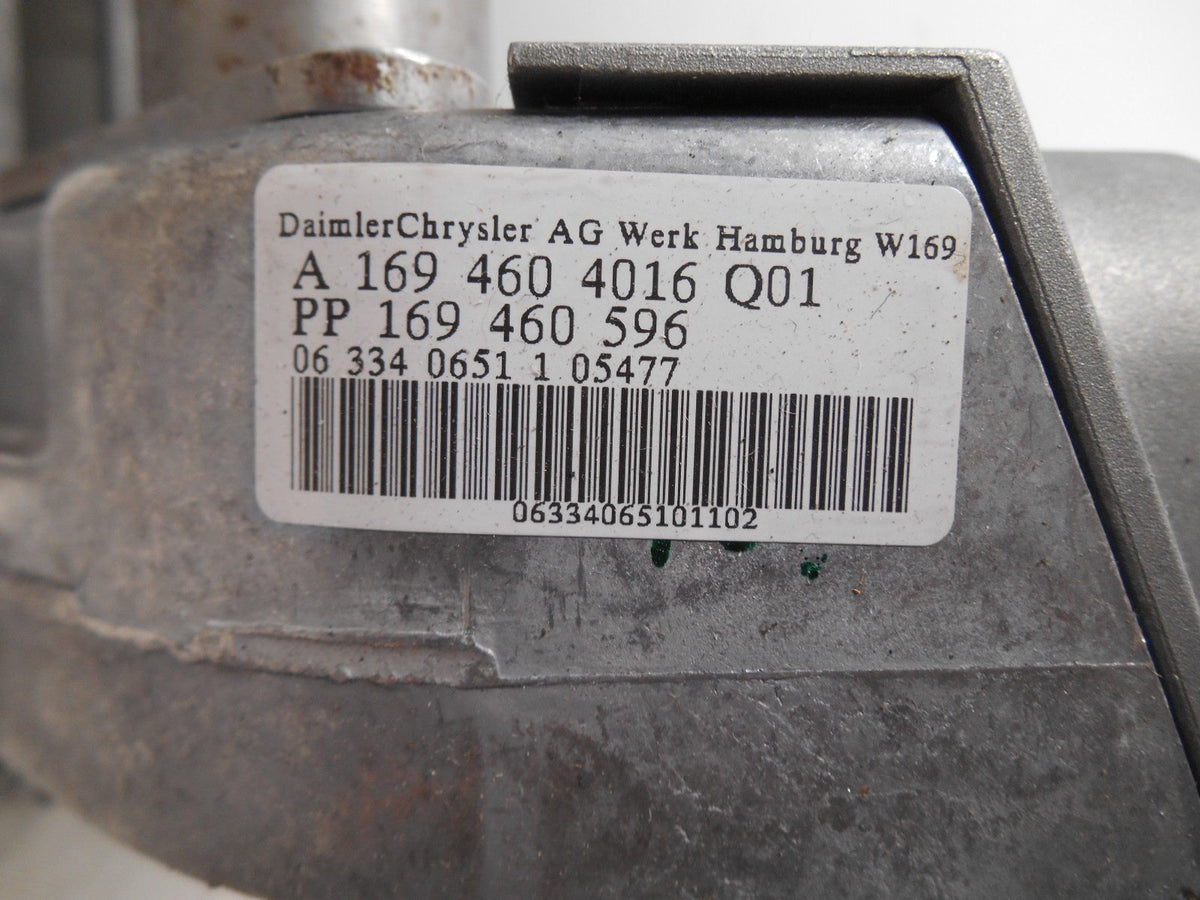 DaimlerChrysler AG Werk Hamburg W169
A 169 460 4016 Q01
PP 169 460 596
06 334 0651 1 05477
06334065101102